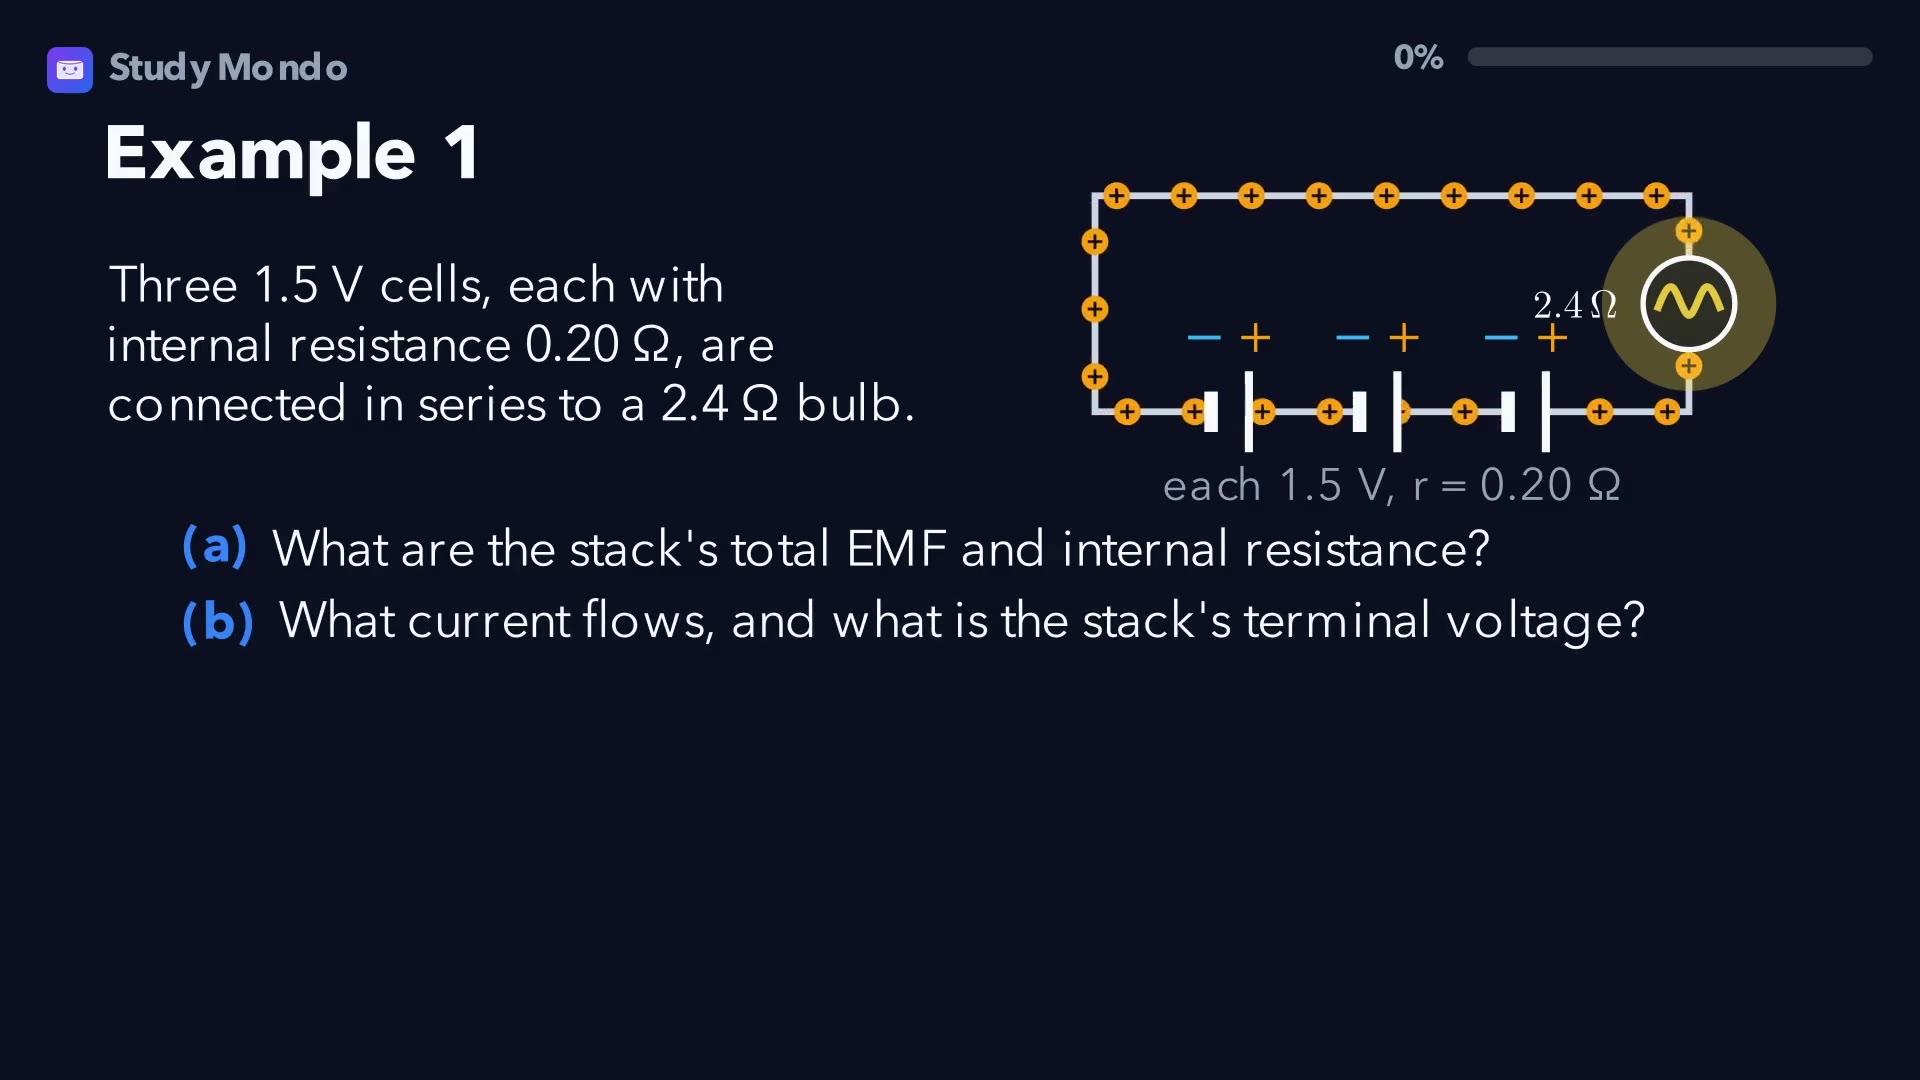 Study Mondo
0%
Example 1
Three 1.5 V cells, each with
internal resistance 0.20 Ω, are
connected in series to a 2.4 Ω bulb.
2.4 Ω
− + − + − +
each 1.5 V, r = 0.20 Ω
(a) What are the stack's total EMF and internal resistance?
(b) What current flows, and what is the stack's terminal voltage?